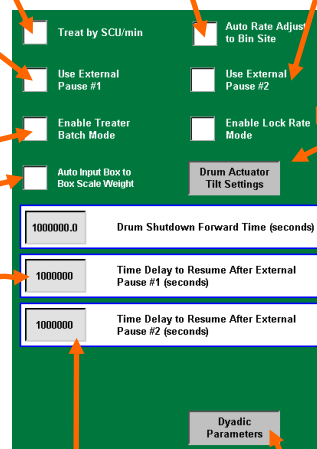 Treat by SCU/min
Auto Rate Adjust
to Bin Site
Use External
Pause #1
Use External
Pause #2
Enable Treater
Batch Mode
Enable Lock Rate
Mode
Auto Input Box to
Box Scale Weight
Drum Actuator
Tilt Settings
1000000.0
Drum Shutdown Forward Time (seconds)
1000000
Time Delay to Resume After External
Pause #1 (seconds)
1000000
Time Delay to Resume After External
Pause #2 (seconds)
Dyadic
Parameters